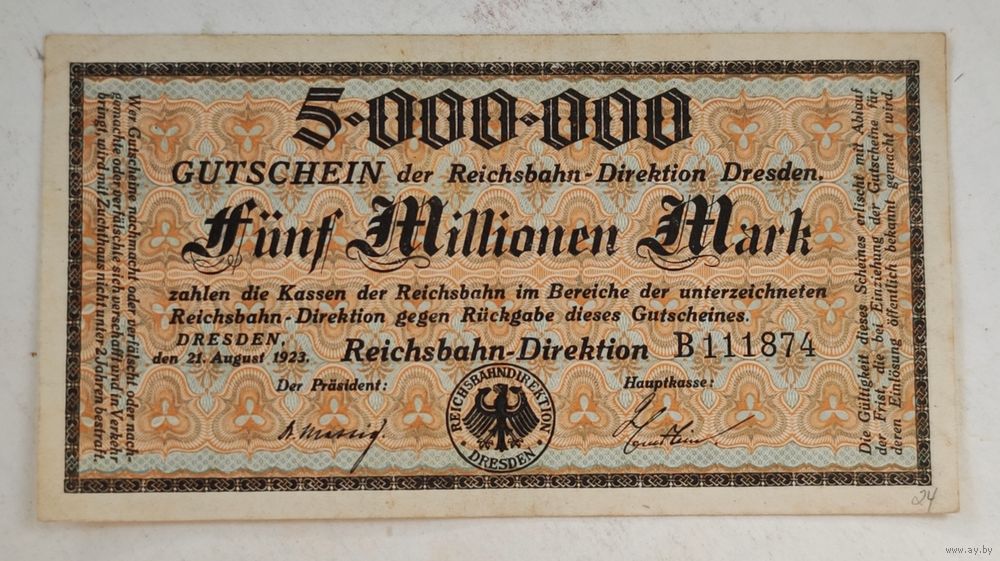 5-000-000
GUTSCHEIN der Reichsbahn-Direktion Dresden.
Fünf Millionen Mark
zahlen die Kassen der Reichsbahn im Bereiche der unterzeichneten
Reichsbahn-Direktion gegen Rückgabe dieses Gutscheines.
DRESDEN,
den 21. August 1923.
Reichsbahn-Direktion B111874
Der Präsident:
Hauptkasse:
REICHSBAHNDIREKTION
DRESDEN
Wer Gutscheine nachmacht oder verfälscht oder nach-
gemachte oder verfälschte sich verschafft und in Verkehr
bringt, wird mit Zuchthaus nicht unter 2 Jahren bestraft.
Die Gültigkeit dieses Scheines erlischt mit Ablauf
der Frist, die bei Einziehung der Gutscheine für
deren Einlösung öffentlich bekannt gemacht wird.
24
www.ay.by